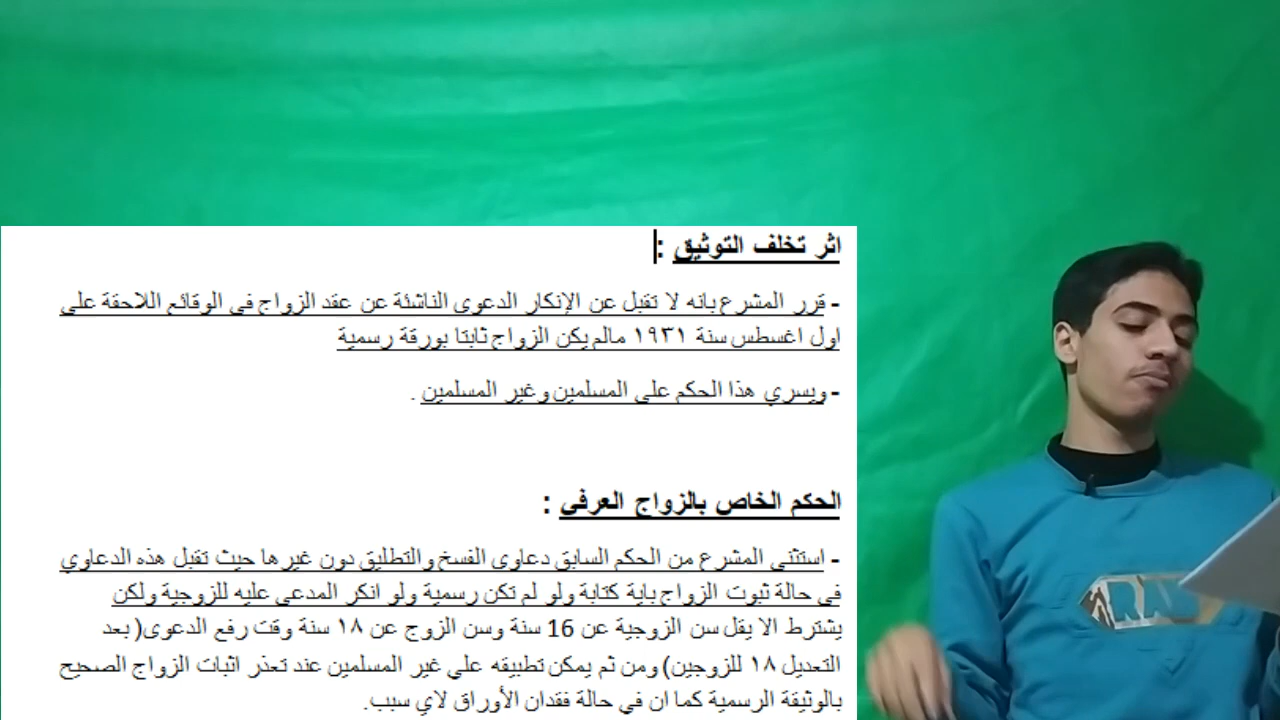 اثر تخلف التوثيق :
- قرر المشرع بانه لا تقبل عن الإنكار الدعوى الناشئة عن عقد الزواج في الوقائع اللاحقة على
اول اغسطس سنة ١٩٣١ مالم يكن الزواج ثابتا بورقة رسمية
- ويسري هذا الحكم على المسلمين وغير المسلمين .
الحكم الخاص بالزواج العرفي :
- استثنى المشرع من الحكم السابق دعاوى الفسخ والتطليق دون غيرها حيث تقبل هذه الدعاوي
في حالة ثبوت الزواج باية كتابة ولو لم تكن رسمية ولو انكر المدعى عليه للزوجية ولكن
يشترط الا يقل سن الزوجية عن 16 سنة وسن الزوج عن ١٨ سنة وقت رفع الدعوى( بعد
التعديل ١٨ للزوجين) ومن ثم يمكن تطبيقه علي غير المسلمين عند تعذر اثبات الزواج الصحيح
بالوثيقة الرسمية كما ان في حالة فقدان الأوراق لاي سبب.